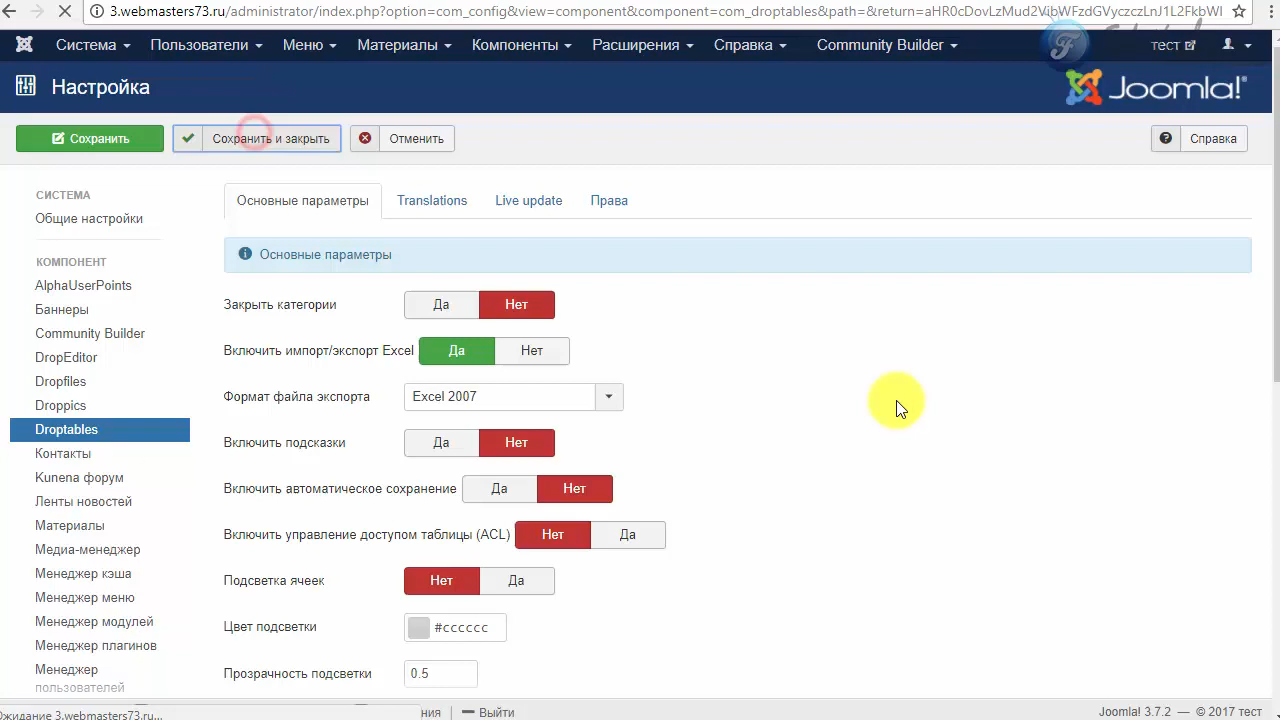 3.webmasters73.ru/administrator/index.php?option=com_config&view=component&component=com_droptables&path=&return=aHR0cDovLzMud2VibWFzdGVyczczLnJ1L2FkbWl
Система Пользователи Меню Материалы Компоненты Расширения Справка Community Builder тест
Настройка
Joomla!®
Сохранить Сохранить и закрыть Отменить Справка
СИСТЕМА
Общие настройки
КОМПОНЕНТ
AlphaUserPoints
Баннеры
Community Builder
DropEditor
Dropfiles
Droppics
Droptables
Контакты
Kunena форум
Ленты новостей
Материалы
Медиа-менеджер
Менеджер кэша
Менеджер меню
Менеджер модулей
Менеджер плагинов
Менеджер
пользователей
Основные параметры Translations Live update Права
Основные параметры
Закрыть категории Да Нет
Включить импорт/экспорт Excel Да Нет
Формат файла экспорта Excel 2007
Включить подсказки Да Нет
Включить автоматическое сохранение Да Нет
Включить управление доступом таблицы (ACL) Нет Да
Подсветка ячеек Нет Да
Цвет подсветки #cccccc
Прозрачность подсветки 0.5
Ожидание 3.webmasters73.ru... ния Выйти Joomla! 3.7.2 — © 2017 тест